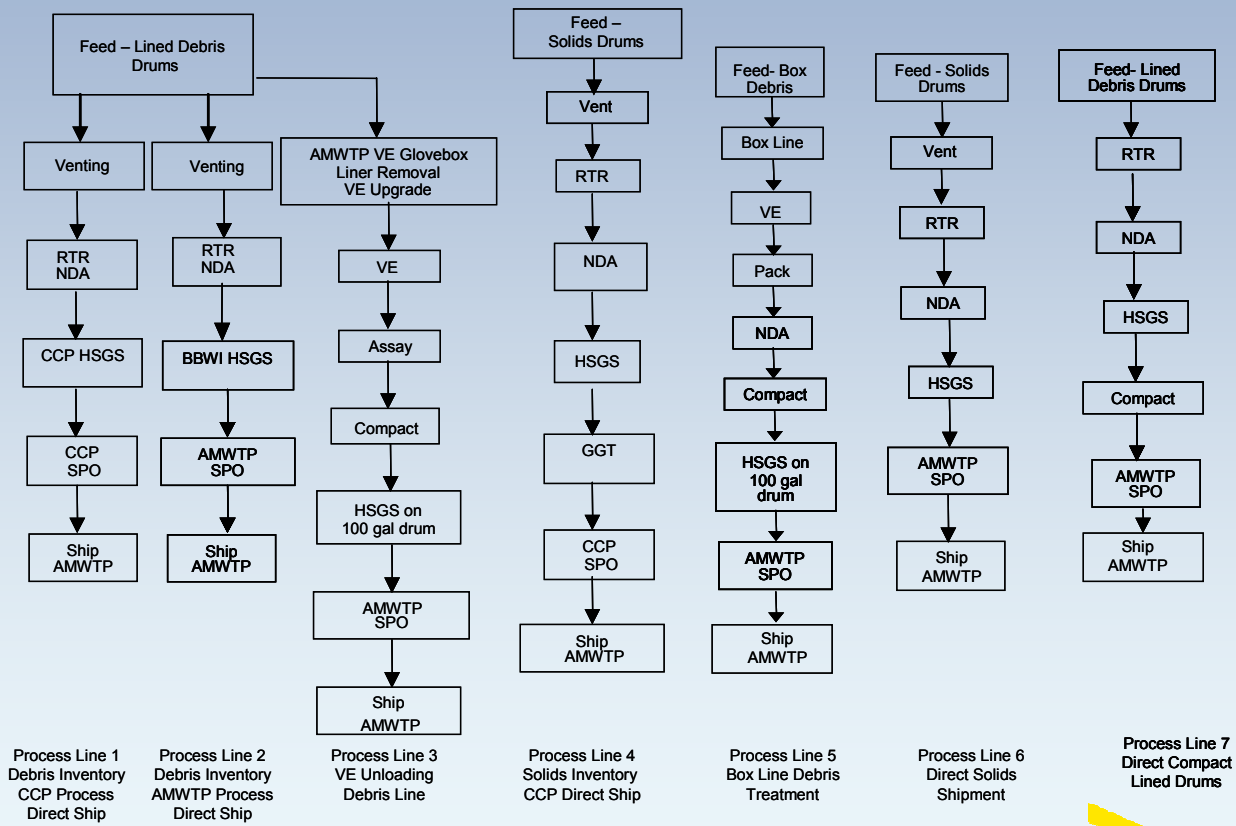 Feed – Lined Debris
Drums
Venting
RTR
NDA
CCP HSGS
CCP
SPO
Ship
AMWTP
Process Line 1
Debris Inventory
CCP Process
Direct Ship
Venting
RTR
NDA
BBWI HSGS
AMWTP
SPO
Ship
AMWTP
Process Line 2
Debris Inventory
AMWTP Process
Direct Ship
AMWTP VE Glovebox
Liner Removal
VE Upgrade
VE
Assay
Compact
HSGS on
100 gal drum
AMWTP
SPO
Ship
AMWTP
Process Line 3
VE Unloading
Debris Line
Feed –
Solids Drums
Vent
RTR
NDA
HSGS
GGT
CCP
SPO
Ship
AMWTP
Process Line 4
Solids Inventory
CCP Direct Ship
Feed- Box
Debris
Box Line
VE
Pack
NDA
Compact
HSGS on
100 gal
drum
AMWTP
SPO
Ship
AMWTP
Process Line 5
Box Line Debris
Treatment
Feed - Solids
Drums
Vent
RTR
NDA
HSGS
AMWTP
SPO
Ship
AMWTP
Process Line 6
Direct Solids
Shipment
Feed- Lined
Debris Drums
RTR
NDA
HSGS
Compact
AMWTP
SPO
Ship
AMWTP
Process Line 7
Direct Compact
Lined Drums